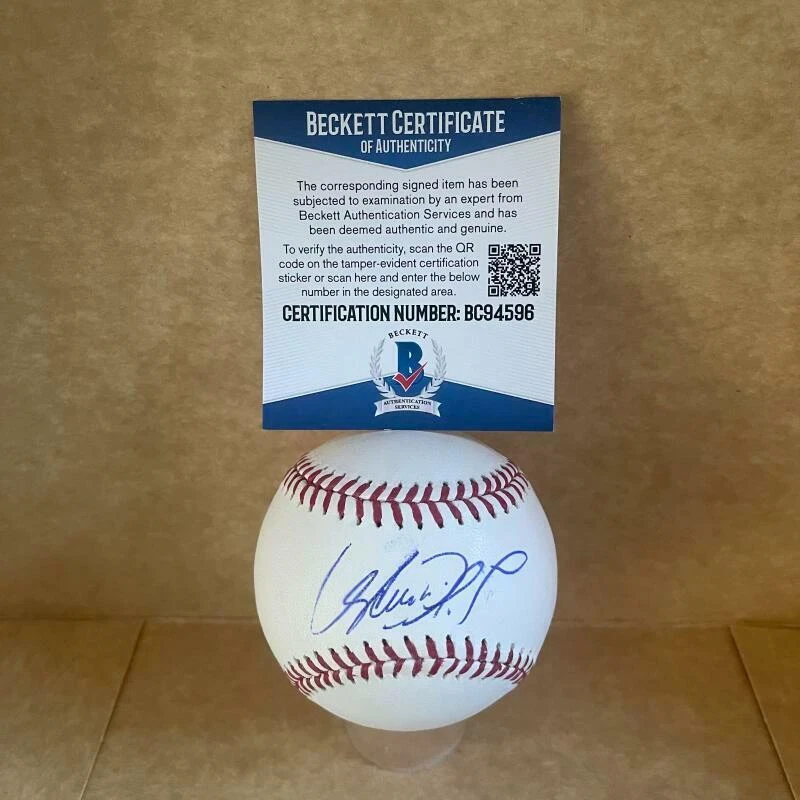 BECKETT CERTIFICATE
OF AUTHENTICITY
The corresponding signed item has been
subjected to examination by an expert from
Beckett Authentication Services and has
been deemed authentic and genuine.
To verify the authenticity, scan the QR
code on the tamper-evident certification
sticker or scan here and enter the below
number in the designated area.
CERTIFICATION NUMBER: BC94596
BECKETT
B
AUTHENTICATION
SERVICES